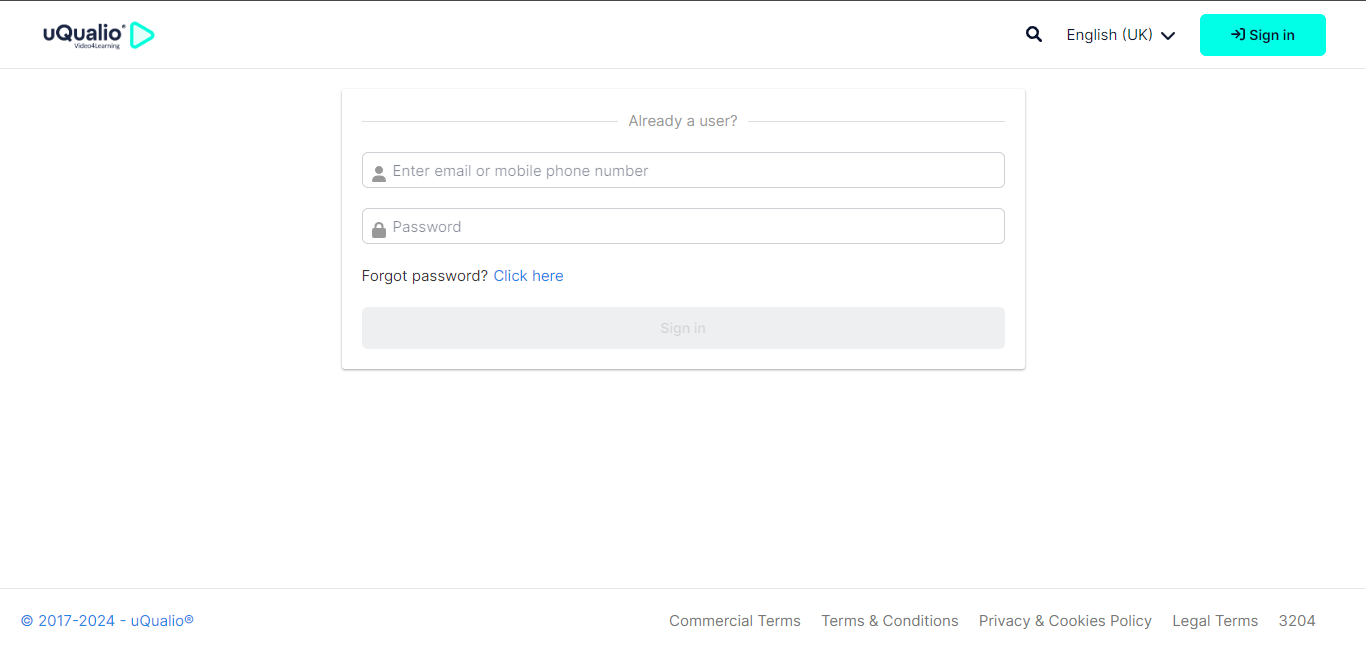 uQualio®
Video4Learning
English (UK)
Sign in
Already a user?
Enter email or mobile phone number
Password
Forgot password? Click here
Sign in
© 2017-2024 - uQualio®
Commercial Terms
Terms & Conditions
Privacy & Cookies Policy
Legal Terms
3204